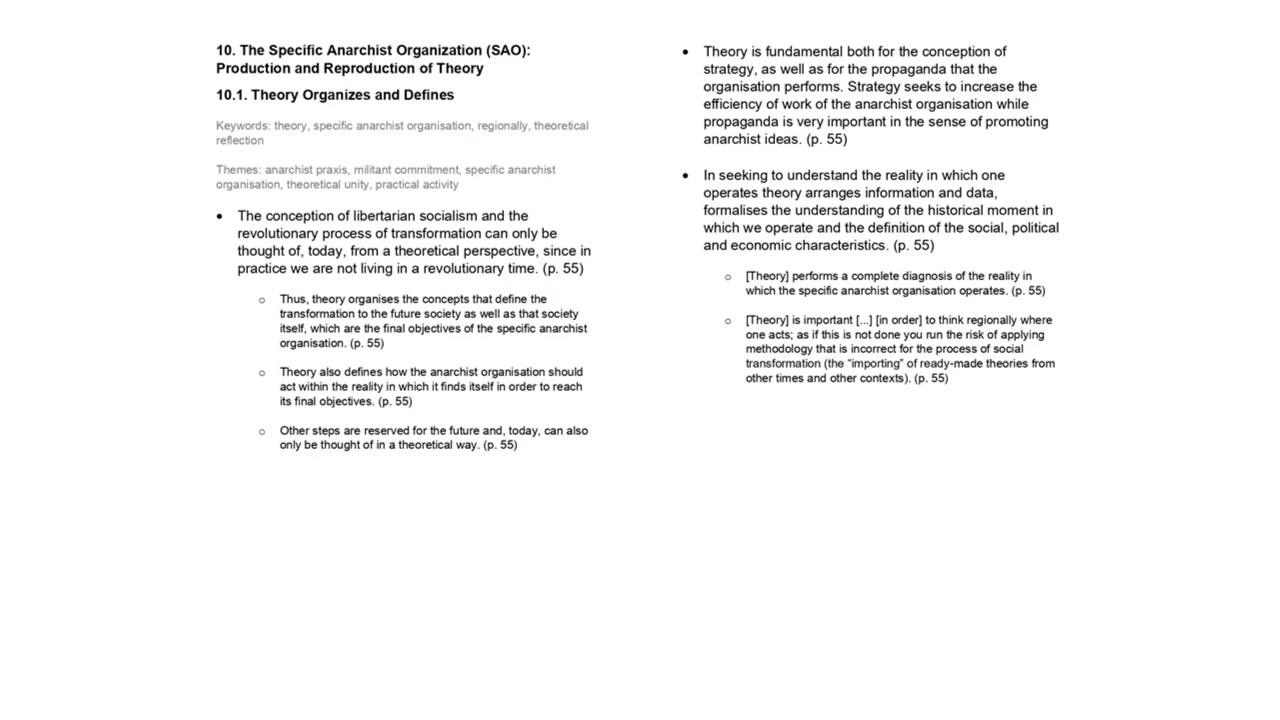 10. The Specific Anarchist Organization (SAO):
Production and Reproduction of Theory
10.1. Theory Organizes and Defines
Keywords: theory, specific anarchist organisation, regionally, theoretical
reflection
Themes: anarchist praxis, militant commitment, specific anarchist
organisation, theoretical unity, practical activity
• The conception of libertarian socialism and the
revolutionary process of transformation can only be
thought of, today, from a theoretical perspective, since in
practice we are not living in a revolutionary time. (p. 55)
o Thus, theory organises the concepts that define the
transformation to the future society as well as that society
itself, which are the final objectives of the specific anarchist
organisation. (p. 55)
o Theory also defines how the anarchist organisation should
act within the reality in which it finds itself in order to reach
its final objectives. (p. 55)
o Other steps are reserved for the future and, today, can also
only be thought of in a theoretical way. (p. 55)
• Theory is fundamental both for the conception of
strategy, as well as for the propaganda that the
organisation performs. Strategy seeks to increase the
efficiency of work of the anarchist organisation while
propaganda is very important in the sense of promoting
anarchist ideas. (p. 55)
• In seeking to understand the reality in which one
operates theory arranges information and data,
formalises the understanding of the historical moment in
which we operate and the definition of the social, political
and economic characteristics. (p. 55)
o [Theory] performs a complete diagnosis of the reality in
which the specific anarchist organisation operates. (p. 55)
o [Theory] is important [...] [in order] to think regionally where
one acts; as if this is not done you run the risk of applying
methodology that is incorrect for the process of social
transformation (the “importing” of ready-made theories from
other times and other contexts). (p. 55)